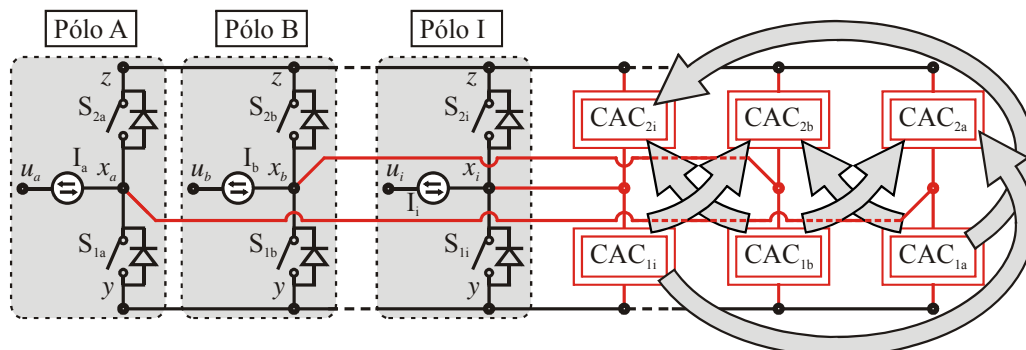 Pólo A Pólo B Pólo I
z z z
S2a S2b S2i CAC2i CAC2b CAC2a
ua Ia xa ub Ib xb ui Ii xi
S1a S1b S1i CAC1i CAC1b CAC1a
y y y